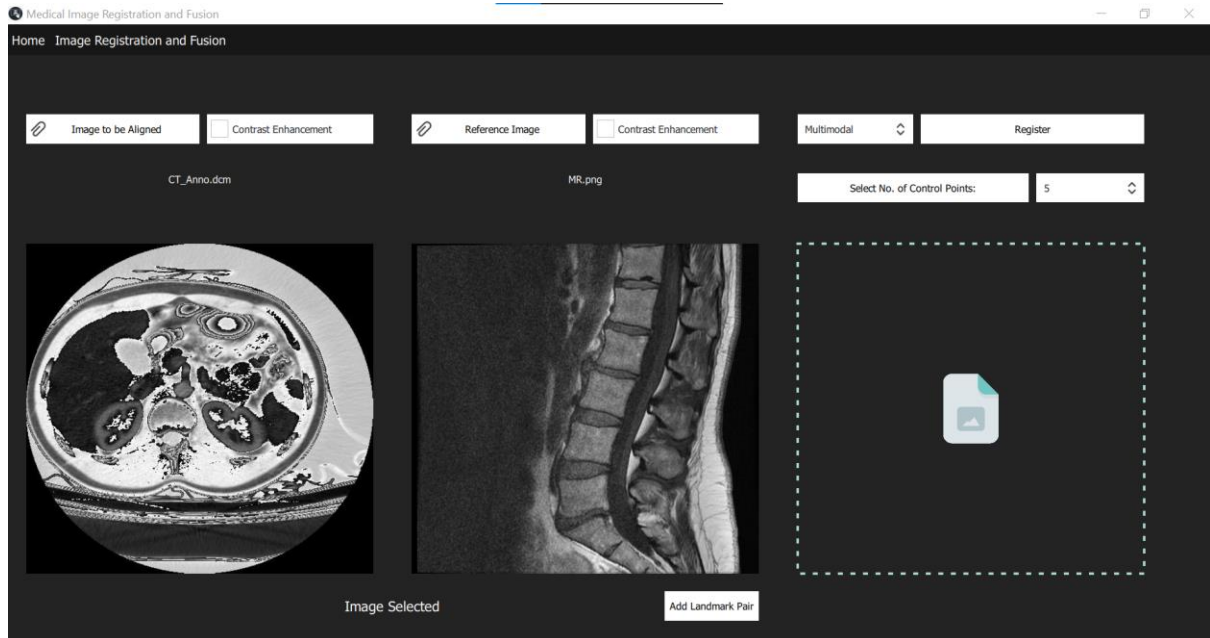 Medical Image Registration and Fusion
Home Image Registration and Fusion
Image to be Aligned
Contrast Enhancement
Reference Image
Contrast Enhancement
Multimodal
Register
CT_Anno.dcm
MR.png
Select No. of Control Points:
5
Image Selected
Add Landmark Pair